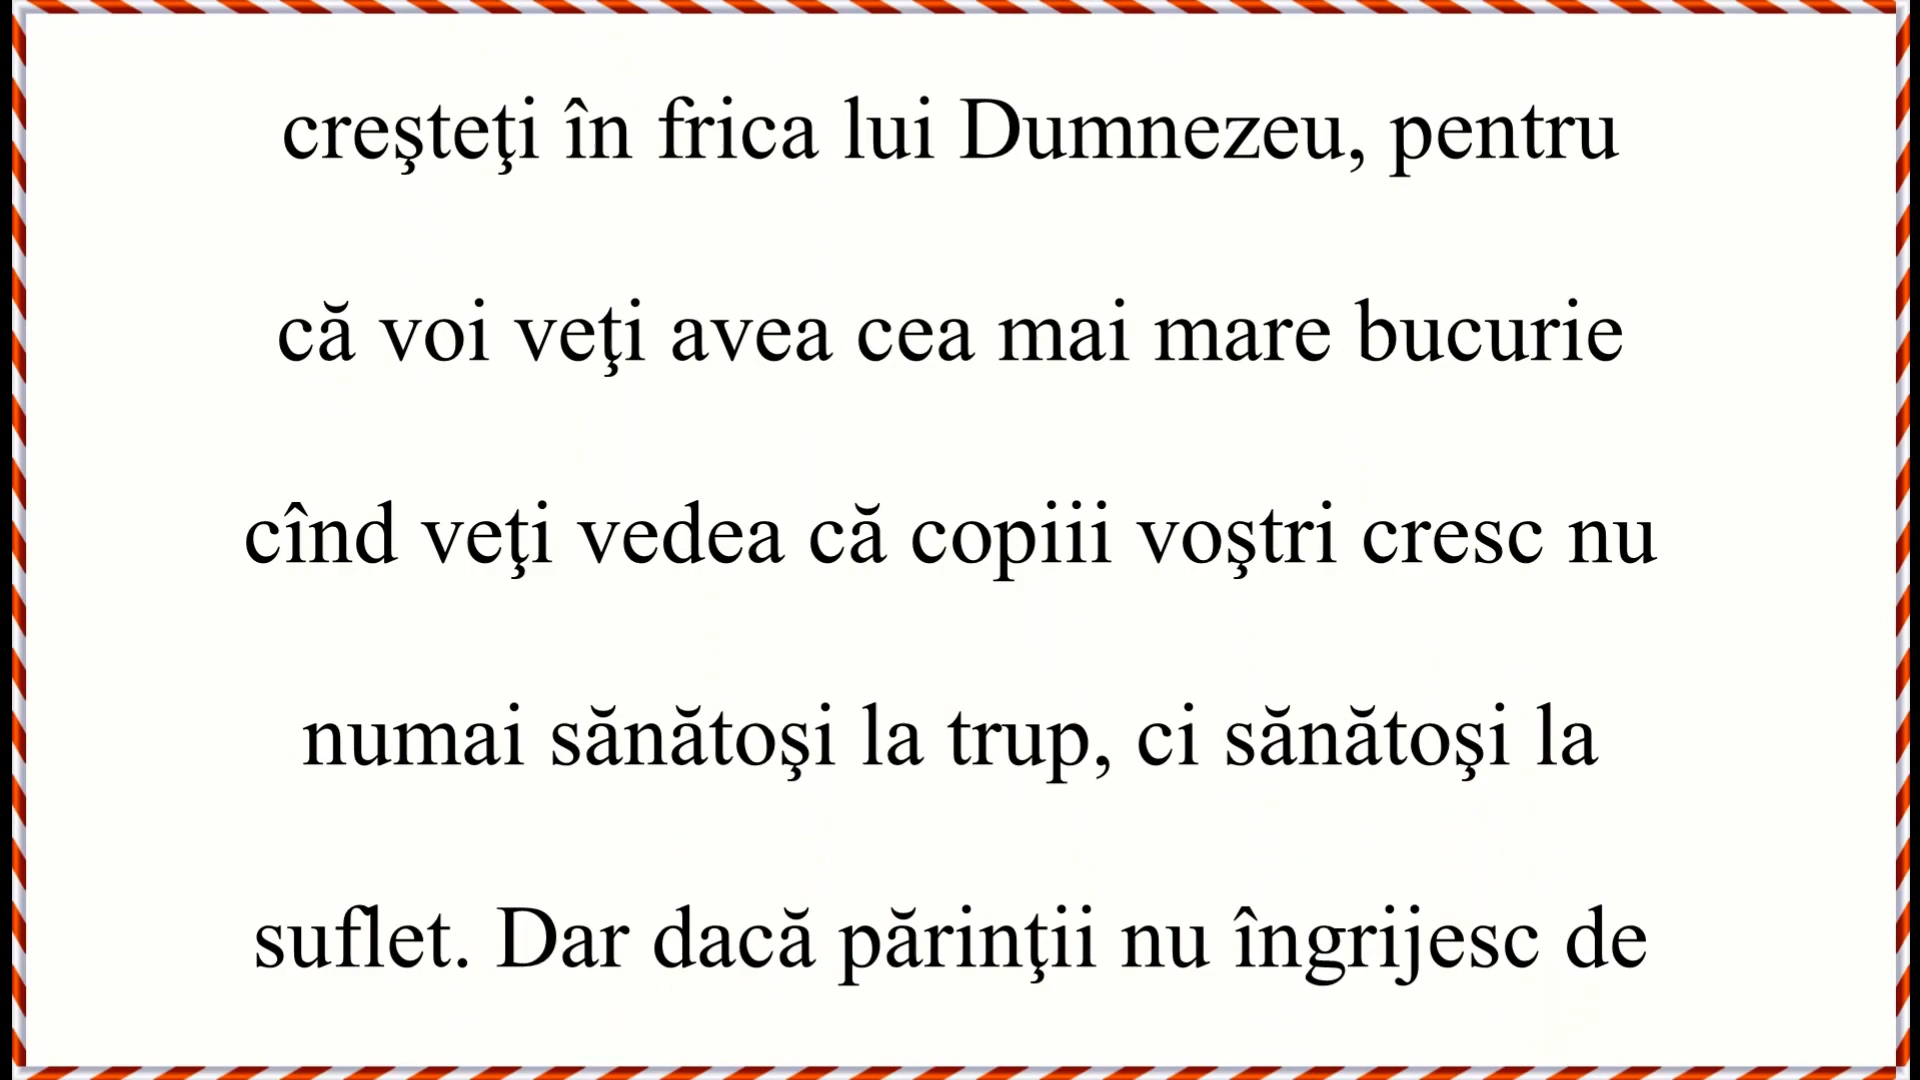 creşteţi în frica lui Dumnezeu, pentru
că voi veţi avea cea mai mare bucurie
cînd veţi vedea că copiii voştri cresc nu
numai sănătoşi la trup, ci sănătoşi la
suflet. Dar dacă părinţii nu îngrijesc de